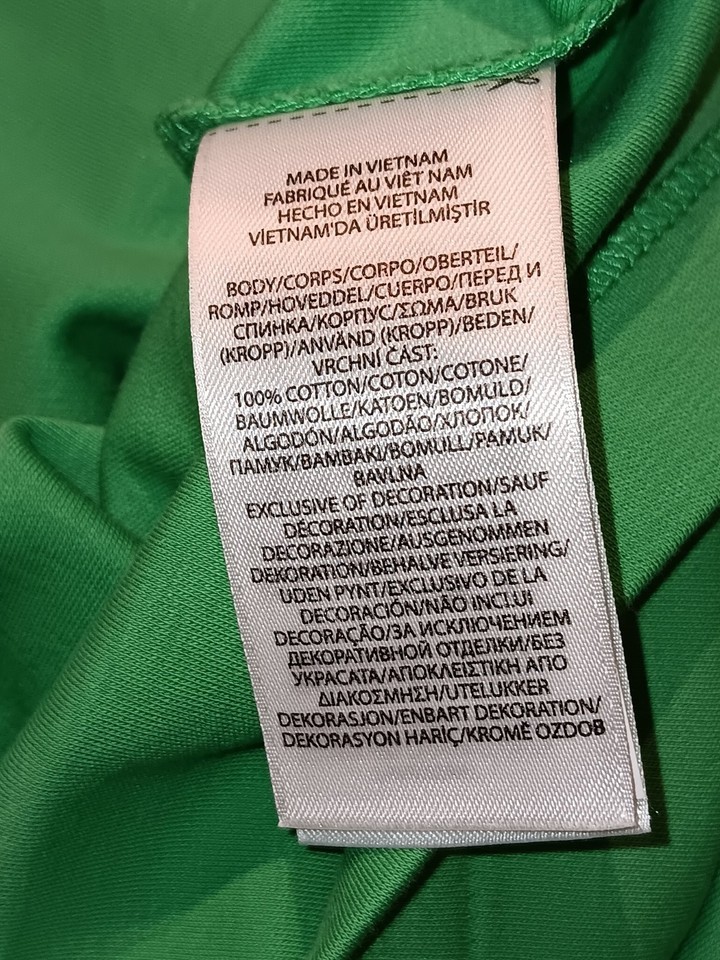 MADE IN VIETNAM
FABRIQUÉ AU VIÊT NAM
HECHO EN VIETNAM
VİETNAM'DA ÜRETİLMİŞTİR
BODY/CORPS/CORPO/OBERTEIL/
ROMP/HOVEDDEL/CUERPO/ПЕРЕД И
СПИНКА/КОРПУС/ΣΩΜΑ/BRUK
(KROPP)/ANVÄND (KROPP)/BEDEN/
VRCHNÍ ČÁST:
100% COTTON/COTON/COTONE/
BAUMWOLLE/KATOEN/BOMULD/
ALGODÓN/ALGODÃO/ХЛОПОК/
ПАМУК/ΒΑΜΒΑΚΙ/BOMULL/PAMUK/
BAVLNA
EXCLUSIVE OF DECORATION/SAUF
DÉCORATION/ESCLUSA LA
DECORAZIONE/AUSGENOMMEN
DEKORATION/BEHALVE VERSIERING/
UDEN PYNT/EXCLUSIVO DE LA
DECORACIÓN/NÃO INCLUI
DECORAÇÃO/ЗА ИСКЛЮЧЕНИЕМ
ДЕКОРАТИВНОЙ ОТДЕЛКИ/БЕЗ
УКРАСАТА/ΑΠΟΚΛΕΙΣΤΙΚΗ ΑΠΟ
ΔΙΑΚΟΣΜΗΣΗ/UTELUKKER
DEKORASJON/ENBART DEKORATION/
DEKORASYON HARİÇ/KROMĚ OZDOB